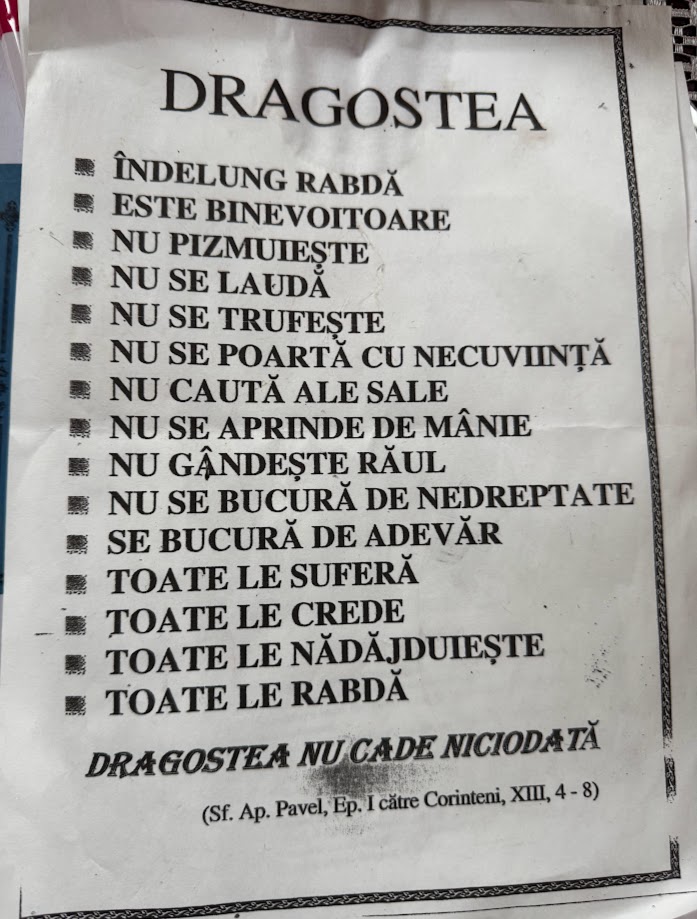 DRAGOSTEA
ÎNDELUNG RABDĂ
ESTE BINEVOITOARE
NU PIZMUIEȘTE
NU SE LAUDĂ
NU SE TRUFEȘTE
NU SE POARTĂ CU NECUVIINȚĂ
NU CAUTĂ ALE SALE
NU SE APRINDE DE MÂNIE
NU GÂNDEȘTE RĂUL
NU SE BUCURĂ DE NEDREPTATE
SE BUCURĂ DE ADEVĂR
TOATE LE SUFERĂ
TOATE LE CREDE
TOATE LE NĂDĂJDUIEȘTE
TOATE LE RABDĂ
DRAGOSTEA NU CADE NICIODATĂ
(Sf. Ap. Pavel, Ep. I către Corinteni, XIII, 4 - 8)